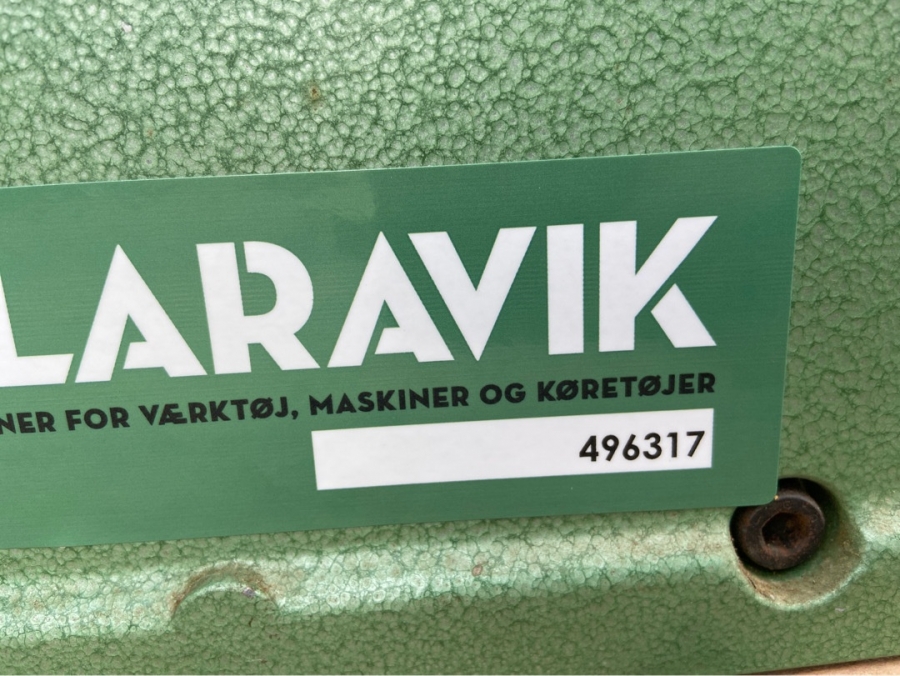 LARAVIK
NER FOR VÆRKTØJ, MASKINER OG KØRETØJER
496317